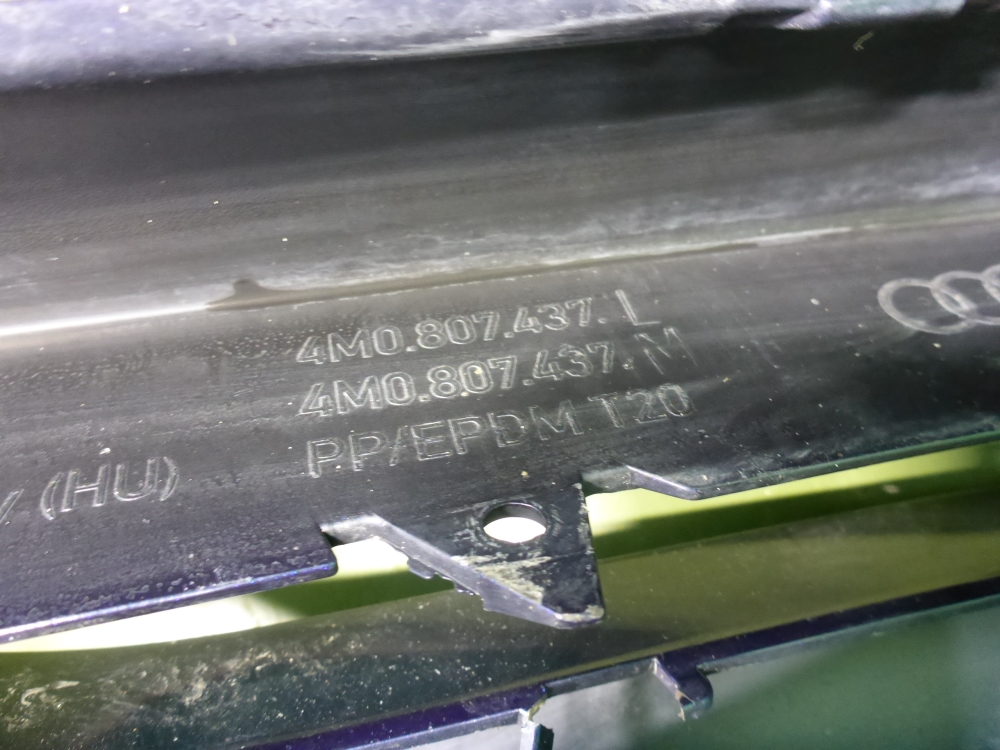 4M0.807.437. L
4M0.807.437. M
PP/EPDM T20
(HU)